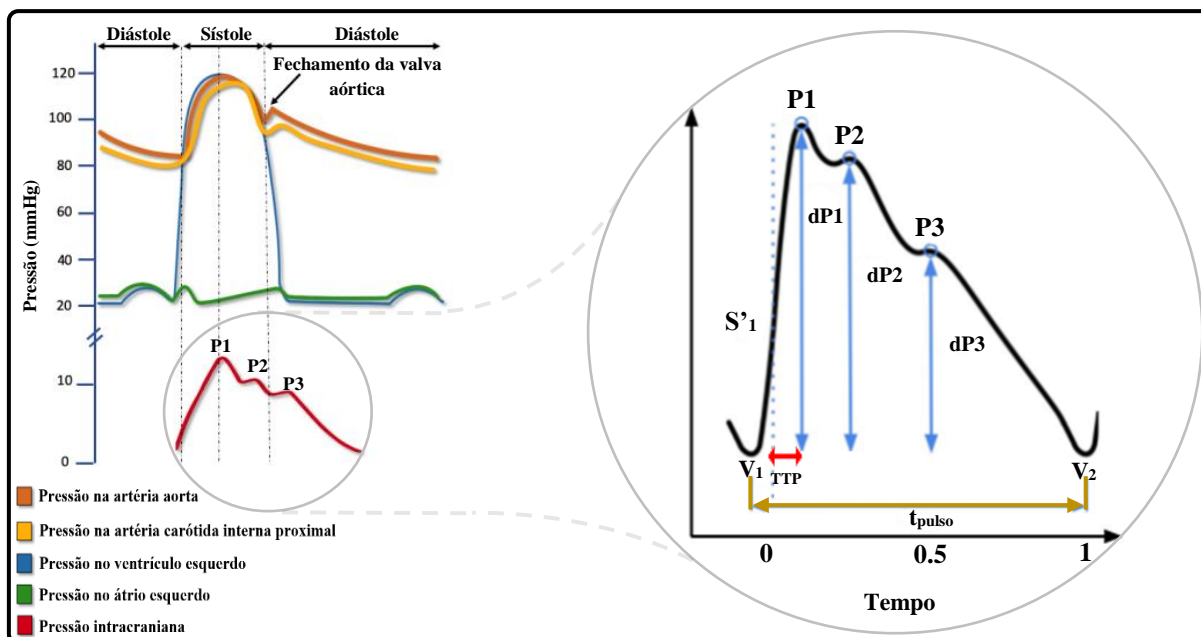 Diástole Sístole Diástole
Fechamento da valva
aórtica
Pressão (mmHg)
120
100
80
60
40
20
10
0
P1
P2
P3
Pressão na artéria aorta
Pressão na artéria carótida interna proximal
Pressão no ventrículo esquerdo
Pressão no átrio esquerdo
Pressão intracraniana
P1
P2
P3
dP1
dP2
dP3
S'1
V1
TTP
V2
tpulso
0 0.5 1
Tempo